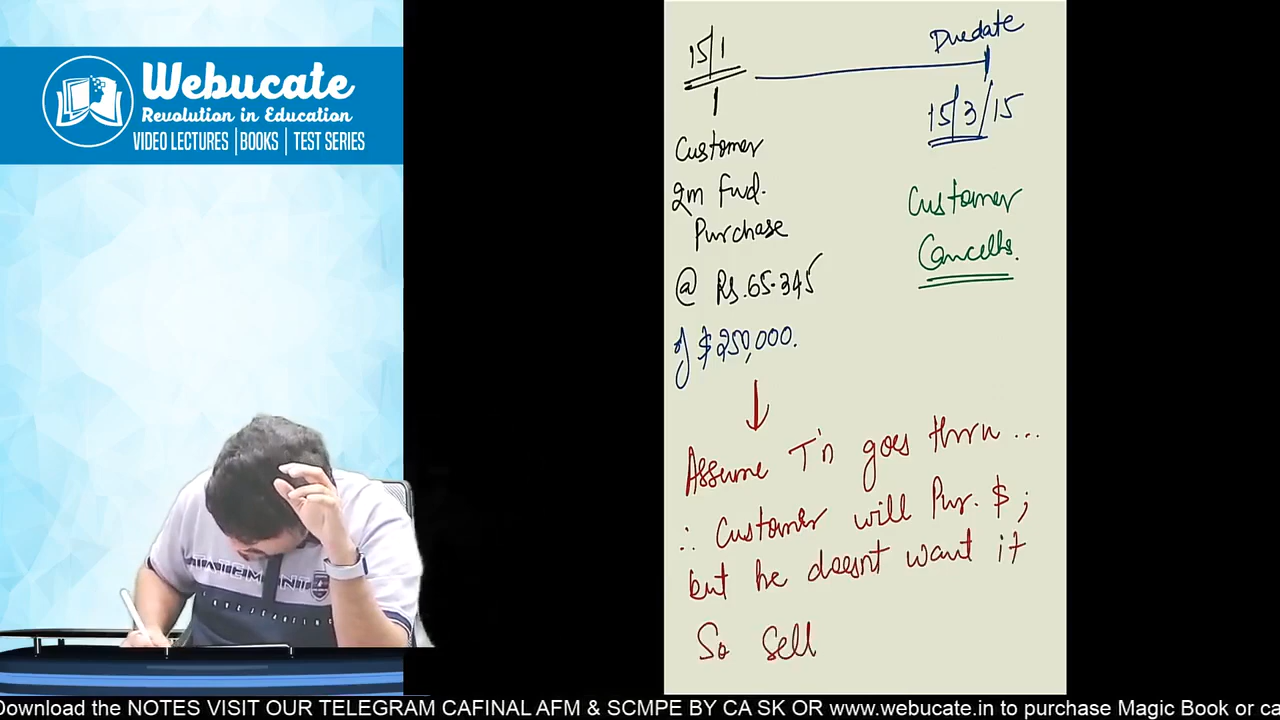 Webucate
Revolution in Education
VIDEO LECTURES | BOOKS | TEST SERIES
15/1
Customer
2m Fwd.
Purchase
@ Rs.65.345
of $250,000.
Due date
15/3/15
Customer
Cancells.
Assume T'n goes thru ...
∴ Customer will Pur. $;
but he doesnt want it
So Sell
STATEMENT
Download the NOTES VISIT OUR TELEGRAM CAFINAL AFM & SCMPE BY CA SK OR www.webucate.in to purchase Magic Book or ca